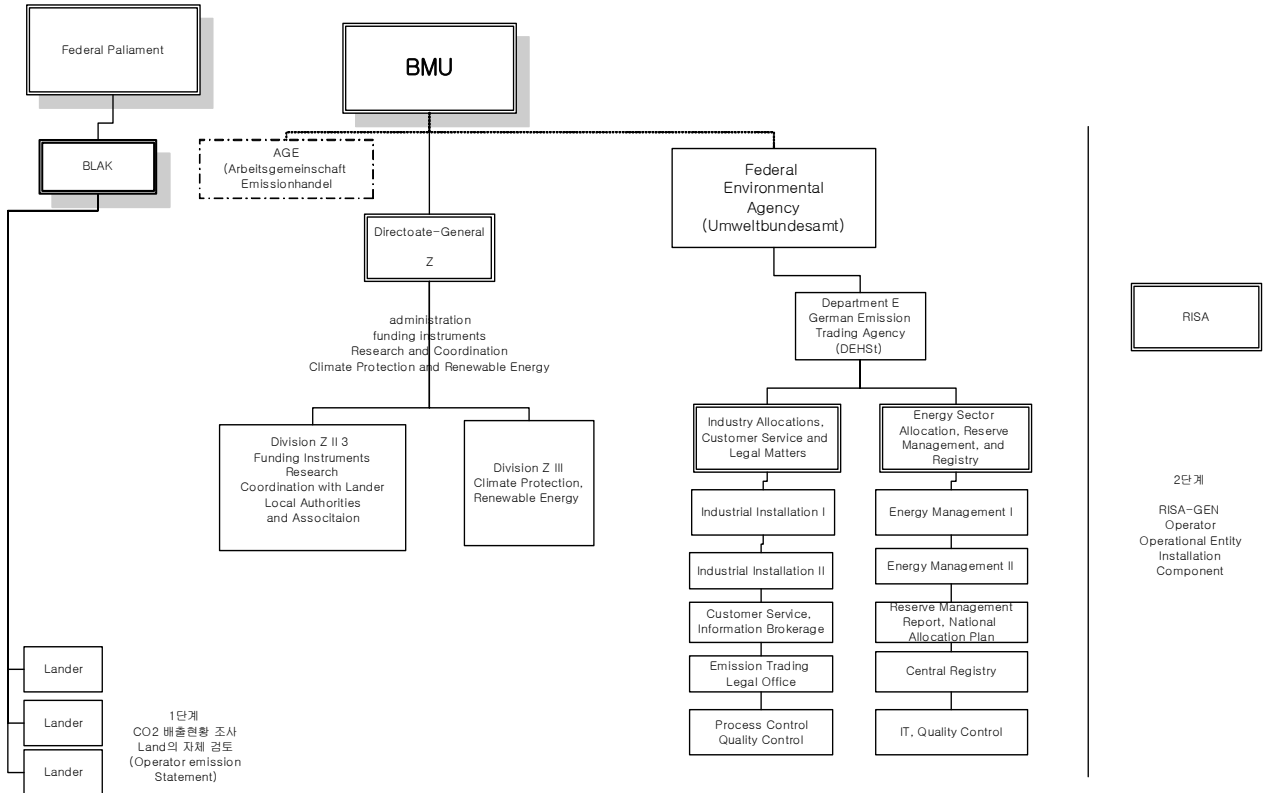 Federal Paliament
BMU
BLAK
AGE
(Arbeitsgemeinschaft
Emissionhandel
Federal
Environmental
Agency
(Umweltbundesamt)
Directoate-General
Z
administration
funding instruments
Research and Coordination
Climate Protection and Renewable Energy
Department E
German Emission
Trading Agency
(DEHSt)
RISA
Division Z II 3
Funding Instruments
Research
Coordination with Lander
Local Authorities
and Associtaion
Division Z III
Climate Protection,
Renewable Energy
Industry Allocations,
Customer Service and
Legal Matters
Energy Sector
Allocation, Reserve
Management, and
Registry
Industrial Installation I
Energy Management I
Industrial Installation II
Energy Management II
Customer Service,
Information Brokerage
Reserve Management
Report, National
Allocation Plan
Emission Trading
Legal Office
Central Registry
Process Control
Quality Control
IT, Quality Control
2단계
RISA-GEN
Operator
Operational Entity
Installation
Component
Lander
Lander
Lander
1단계
CO2 배출현황 조사
Land의 자체 검토
(Operator emission
Statement)